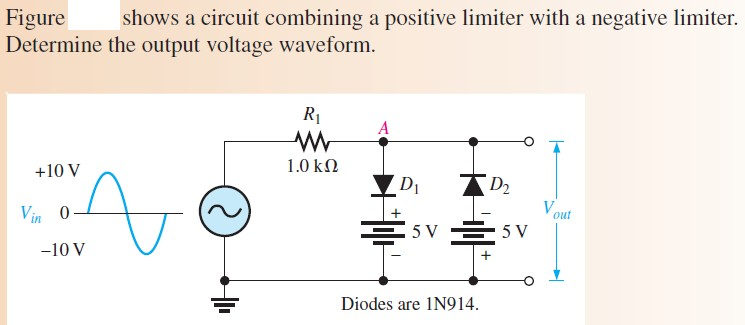 Figure shows a circuit combining a positive limiter with a negative limiter.
Determine the output voltage waveform.
R1
A
1.0 kΩ
+10 V
D1
D2
Vin 0
Vout
+
−
5 V
5 V
−10 V
−
+
Diodes are 1N914.